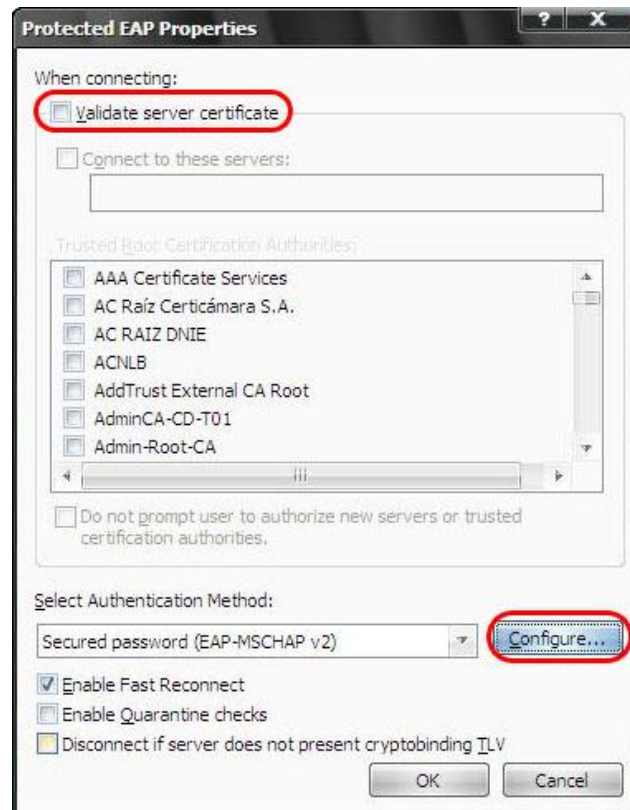 Protected EAP Properties
? X
When connecting:
Validate server certificate
Connect to these servers:
Trusted Root Certification Authorities:
AAA Certificate Services
AC Raíz Certicámara S.A.
AC RAIZ DNIE
ACNLB
AddTrust External CA Root
AdminCA-CD-T01
Admin-Root-CA
Do not prompt user to authorize new servers or trusted
certification authorities.
Select Authentication Method:
Secured password (EAP-MSCHAP v2)
Configure...
Enable Fast Reconnect
Enable Quarantine checks
Disconnect if server does not present cryptobinding TLV
OK
Cancel